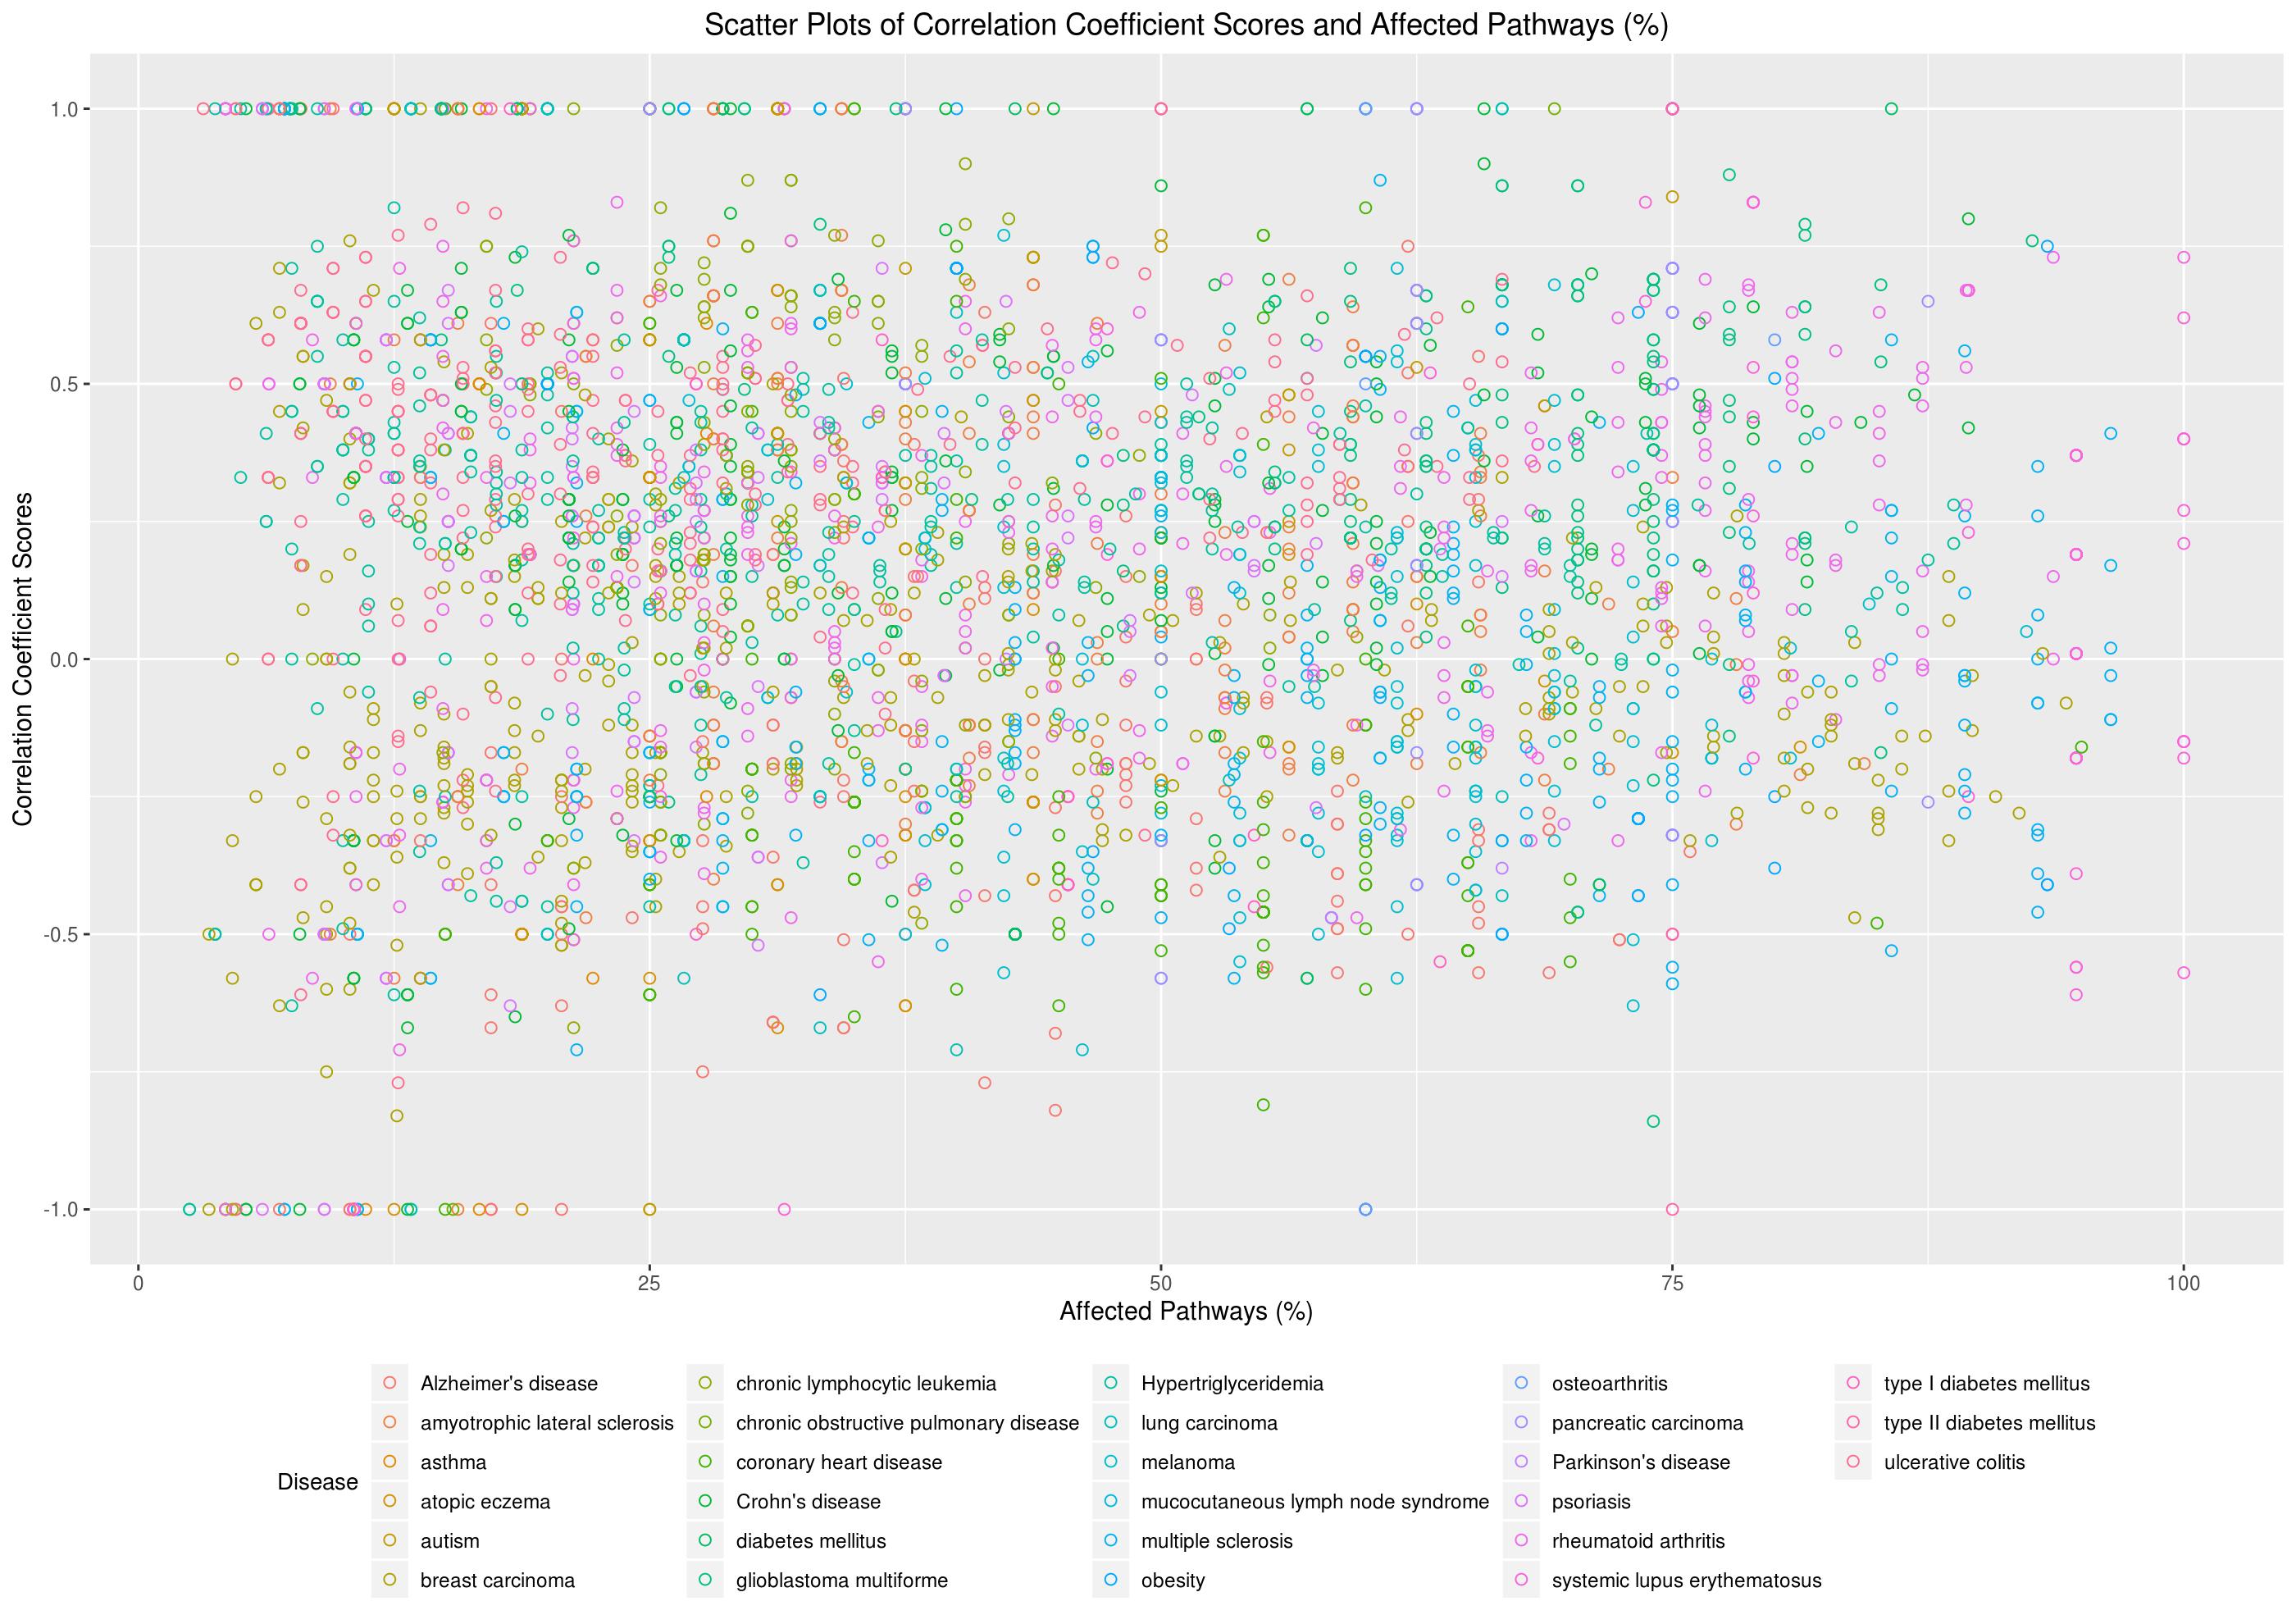 Scatter Plots of Correlation Coefficient Scores and Affected Pathways (%)
Correlation Coefficient Scores
1.0
0.5
0.0
-0.5
-1.0
0 25 50 75 100
Affected Pathways (%)
Disease
Alzheimer's disease
amyotrophic lateral sclerosis
asthma
atopic eczema
autism
breast carcinoma
chronic lymphocytic leukemia
chronic obstructive pulmonary disease
coronary heart disease
Crohn's disease
diabetes mellitus
glioblastoma multiforme
Hypertriglyceridemia
lung carcinoma
melanoma
mucocutaneous lymph node syndrome
multiple sclerosis
obesity
osteoarthritis
pancreatic carcinoma
Parkinson's disease
psoriasis
rheumatoid arthritis
systemic lupus erythematosus
type I diabetes mellitus
type II diabetes mellitus
ulcerative colitis